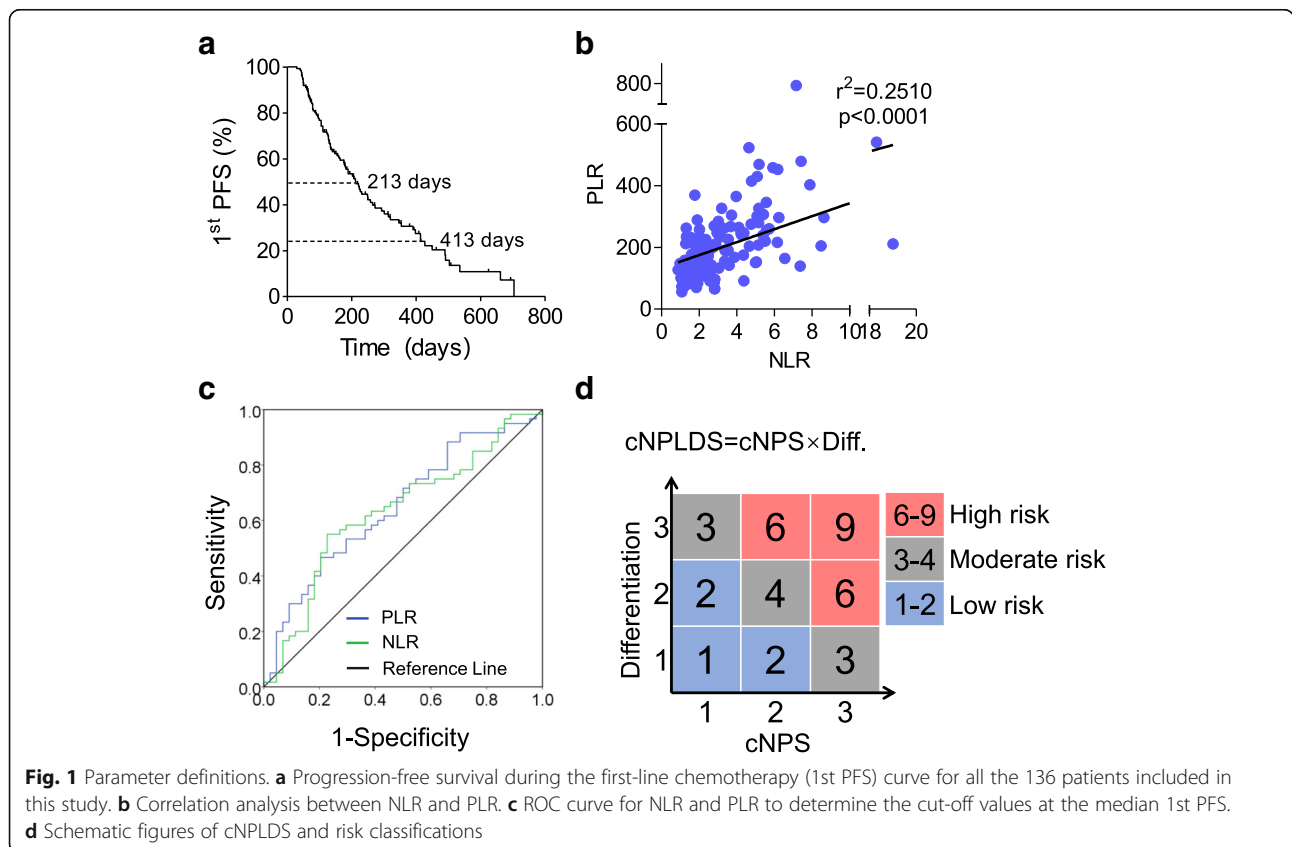 a
100
80
60
40
20
0
1st PFS (%)
213 days
413 days
0 200 400 600 800
Time (days)
b
800
600
400
200
0
PLR
r2=0.2510
p<0.0001
0 2 4 6 8 10 18 20
NLR
c
1.0
0.8
0.6
0.4
0.2
0.0
Sensitivity
PLR
NLR
Reference Line
0.0 0.2 0.4 0.6 0.8 1.0
1-Specificity
d
cNPLDS=cNPS×Diff.
Differentiation
3 3 6 9
2 2 4 6
1 1 2 3
1 2 3
cNPS
6-9 High risk
3-4 Moderate risk
1-2 Low risk
Fig. 1 Parameter definitions. a Progression-free survival during the first-line chemotherapy (1st PFS) curve for all the 136 patients included in
this study. b Correlation analysis between NLR and PLR. c ROC curve for NLR and PLR to determine the cut-off values at the median 1st PFS.
d Schematic figures of cNPLDS and risk classifications